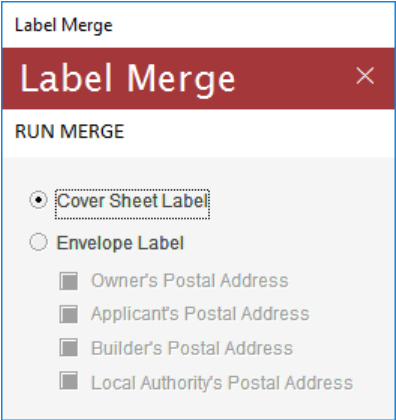 Label Merge
Label Merge
RUN MERGE
Cover Sheet Label
Envelope Label
Owner's Postal Address
Applicant's Postal Address
Builder's Postal Address
Local Authority's Postal Address